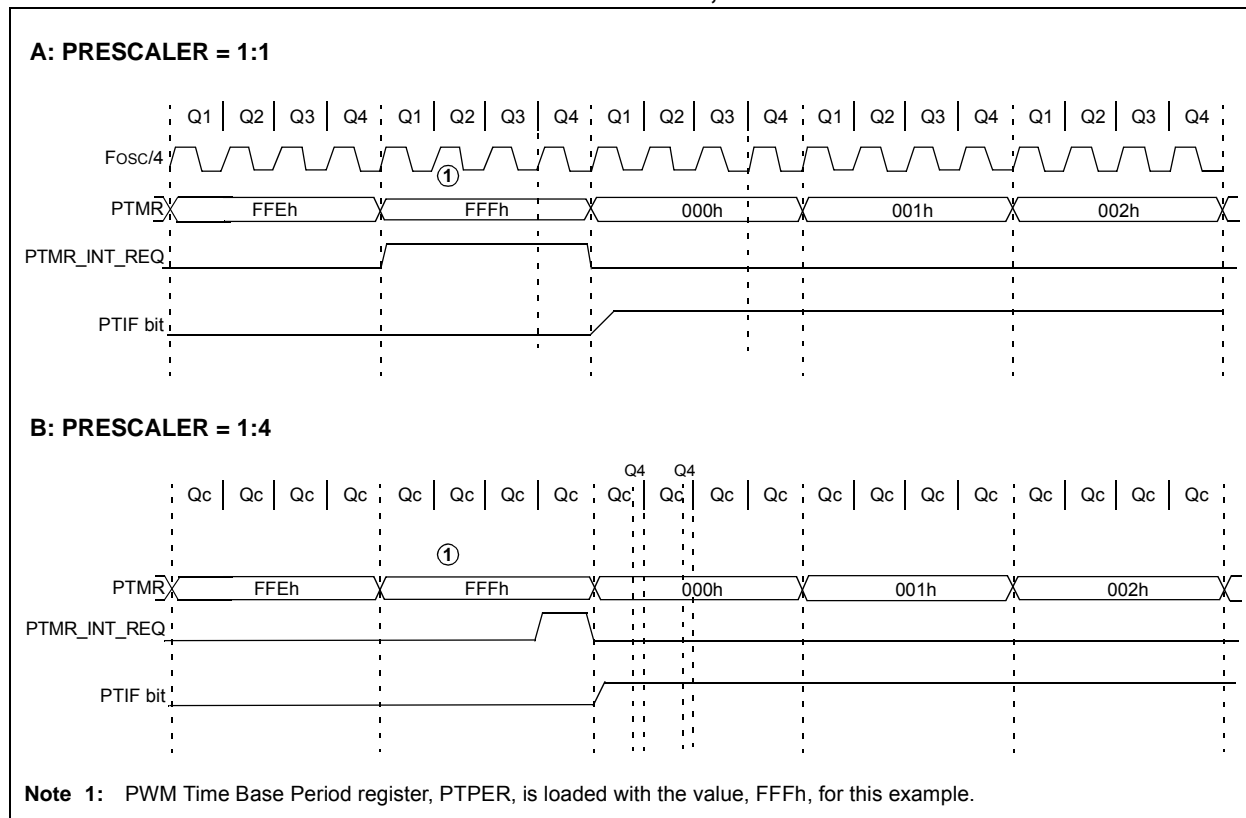 A: PRESCALER = 1:1
Q1 Q2 Q3 Q4 Q1 Q2 Q3 Q4 Q1 Q2 Q3 Q4 Q1 Q2 Q3 Q4 Q1 Q2 Q3 Q4
FOSC/4
1
PTMR FFEh FFFh 000h 001h 002h
PTMR_INT_REQ
PTIF bit
B: PRESCALER = 1:4
Q4 Q4
Qc Qc Qc Qc Qc Qc Qc Qc Qc Qc Qc Qc Qc Qc Qc Qc Qc Qc Qc Qc
1
PTMR FFEh FFFh 000h 001h 002h
PTMR_INT_REQ
PTIF bit
Note 1: PWM Time Base Period register, PTPER, is loaded with the value, FFFh, for this example.